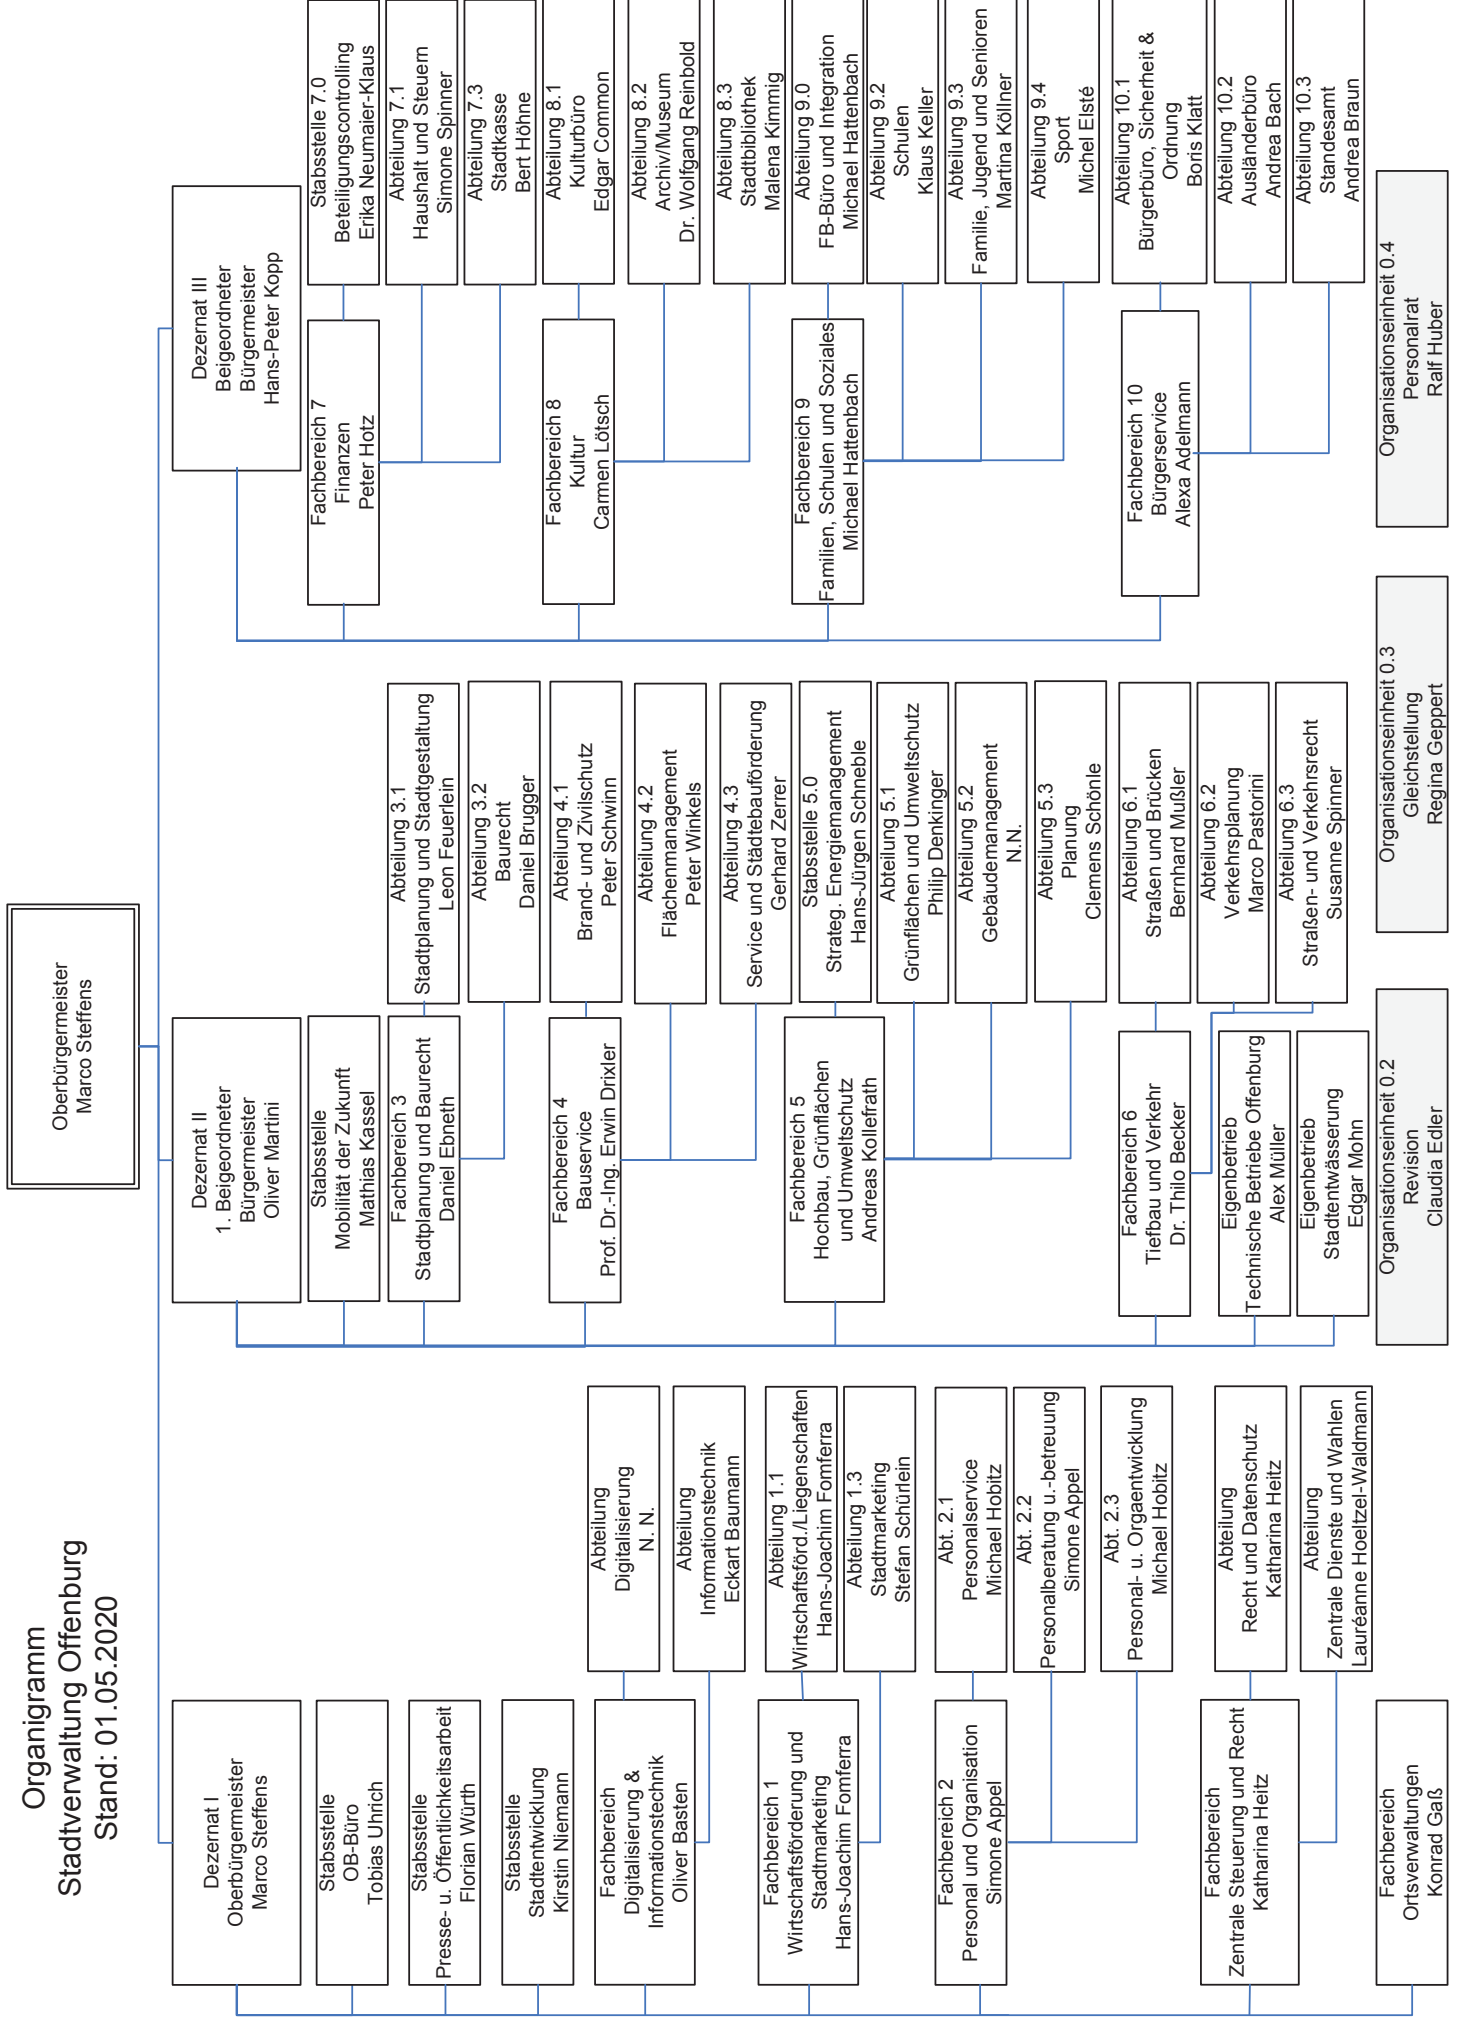 Organigramm
Stadtverwaltung Offenburg
Stand: 01.05.2020
Oberbürgermeister
Marco Steffens
Dezernat I
Oberbürgermeister
Marco Steffens
Stabsstelle
OB-Büro
Tobias Uhrich
Stabsstelle
Presse- u. Öffentlichkeitsarbeit
Florian Würth
Stabsstelle
Stadtentwicklung
Kirstin Niemann
Fachbereich
Digitalisierung &
Informationstechnik
Oliver Basten
Abteilung
Digitalisierung
N. N.
Abteilung
Informationstechnik
Eckart Baumann
Fachbereich 1
Wirtschaftsförderung und
Stadtmarketing
Hans-Joachim Fomferra
Abteilung 1.1
Wirtschaftsförd./Liegenschaften
Hans-Joachim Fomferra
Abteilung 1.3
Stadtmarketing
Stefan Schürlein
Fachbereich 2
Personal und Organisation
Simone Appel
Abt. 2.1
Personalservice
Michael Hobitz
Abt. 2.2
Personalberatung u.-betreuung
Simone Appel
Abt. 2.3
Personal- u. Orgaentwicklung
Michael Hobitz
Fachbereich
Zentrale Steuerung und Recht
Katharina Heitz
Abteilung
Recht und Datenschutz
Katharina Heitz
Abteilung
Zentrale Dienste und Wahlen
Lauréanne Hoeltzel-Waldmann
Fachbereich
Ortsverwaltungen
Konrad Gaß
Dezernat II
1. Beigeordneter
Bürgermeister
Oliver Martini
Stabsstelle
Mobilität der Zukunft
Mathias Kassel
Fachbereich 3
Stadtplanung und Baurecht
Daniel Ebneth
Abteilung 3.1
Stadtplanung und Stadtgestaltung
Leon Feuerlein
Abteilung 3.2
Baurecht
Daniel Brugger
Fachbereich 4
Bauservice
Prof. Dr.-Ing. Erwin Drixler
Abteilung 4.1
Brand- und Zivilschutz
Peter Schwinn
Abteilung 4.2
Flächenmanagement
Peter Winkels
Abteilung 4.3
Service und Städtebauförderung
Gerhard Zerrer
Fachbereich 5
Hochbau, Grünflächen
und Umweltschutz
Andreas Kollefrath
Stabsstelle 5.0
Strateg. Energiemanagement
Hans-Jürgen Schneble
Abteilung 5.1
Grünflächen und Umweltschutz
Philip Denkinger
Abteilung 5.2
Gebäudemanagement
N.N.
Abteilung 5.3
Planung
Clemens Schönle
Fachbereich 6
Tiefbau und Verkehr
Dr. Thilo Becker
Abteilung 6.1
Straßen und Brücken
Bernhard Mußler
Abteilung 6.2
Verkehrsplanung
Marco Pastorini
Abteilung 6.3
Straßen- und Verkehrsrecht
Susanne Spinner
Eigenbetrieb
Technische Betriebe Offenburg
Alex Müller
Eigenbetrieb
Stadtentwässerung
Edgar Mohn
Dezernat III
Beigeordneter
Bürgermeister
Hans-Peter Kopp
Fachbereich 7
Finanzen
Peter Hotz
Stabsstelle 7.0
Beteiligungscontrolling
Erika Neumaier-Klaus
Abteilung 7.1
Haushalt und Steuern
Simone Spinner
Abteilung 7.3
Stadtkasse
Bert Höhne
Fachbereich 8
Kultur
Carmen Lötsch
Abteilung 8.1
Kulturbüro
Edgar Common
Abteilung 8.2
Archiv/Museum
Dr. Wolfgang Reinbold
Abteilung 8.3
Stadtbibliothek
Malena Kimmig
Fachbereich 9
Familien, Schulen und Soziales
Michael Hattenbach
Abteilung 9.0
FB-Büro und Integration
Michael Hattenbach
Abteilung 9.2
Schulen
Klaus Keller
Abteilung 9.3
Familie, Jugend und Senioren
Martina Köllner
Abteilung 9.4
Sport
Michel Elsté
Fachbereich 10
Bürgerservice
Alexa Adelmann
Abteilung 10.1
Bürgerbüro, Sicherheit &
Ordnung
Boris Klatt
Abteilung 10.2
Ausländerbüro
Andrea Bach
Abteilung 10.3
Standesamt
Andrea Braun
Organisationseinheit 0.2
Revision
Claudia Edler
Organisationseinheit 0.3
Gleichstellung
Regina Geppert
Organisationseinheit 0.4
Personalrat
Ralf Huber